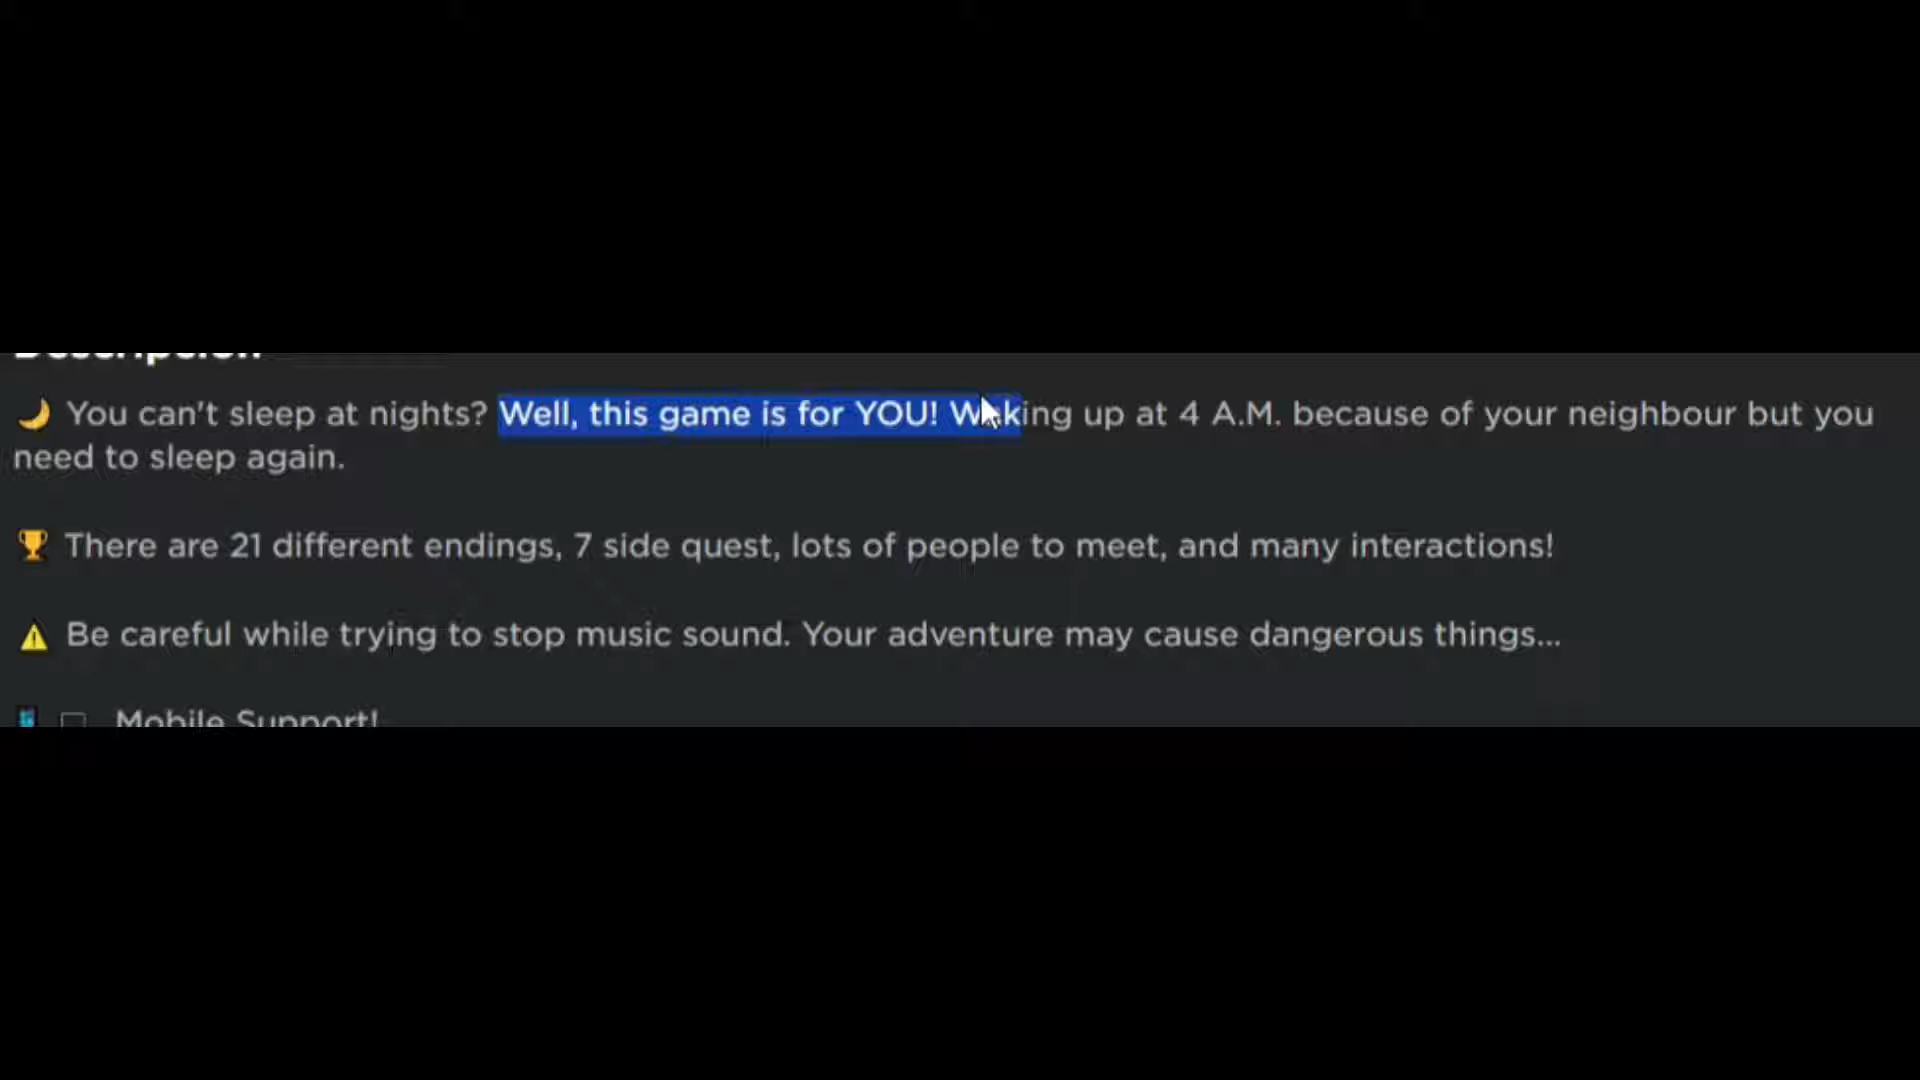 Description
🌙 You can't sleep at nights? Well, this game is for YOU! Waking up at 4 A.M. because of your neighbour but you
need to sleep again.
🏆 There are 21 different endings, 7 side quest, lots of people to meet, and many interactions!
⚠️ Be careful while trying to stop music sound. Your adventure may cause dangerous things...
Mobile Support!